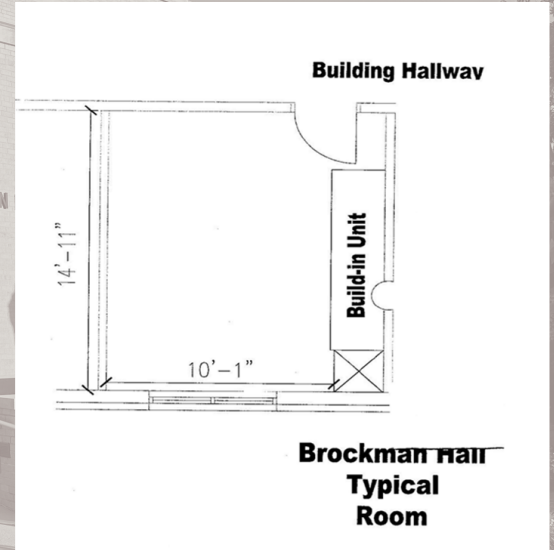 Building Hallway
14'-11"
Build-in Unit
10'-1"
Brockman Hall
Typical
Room